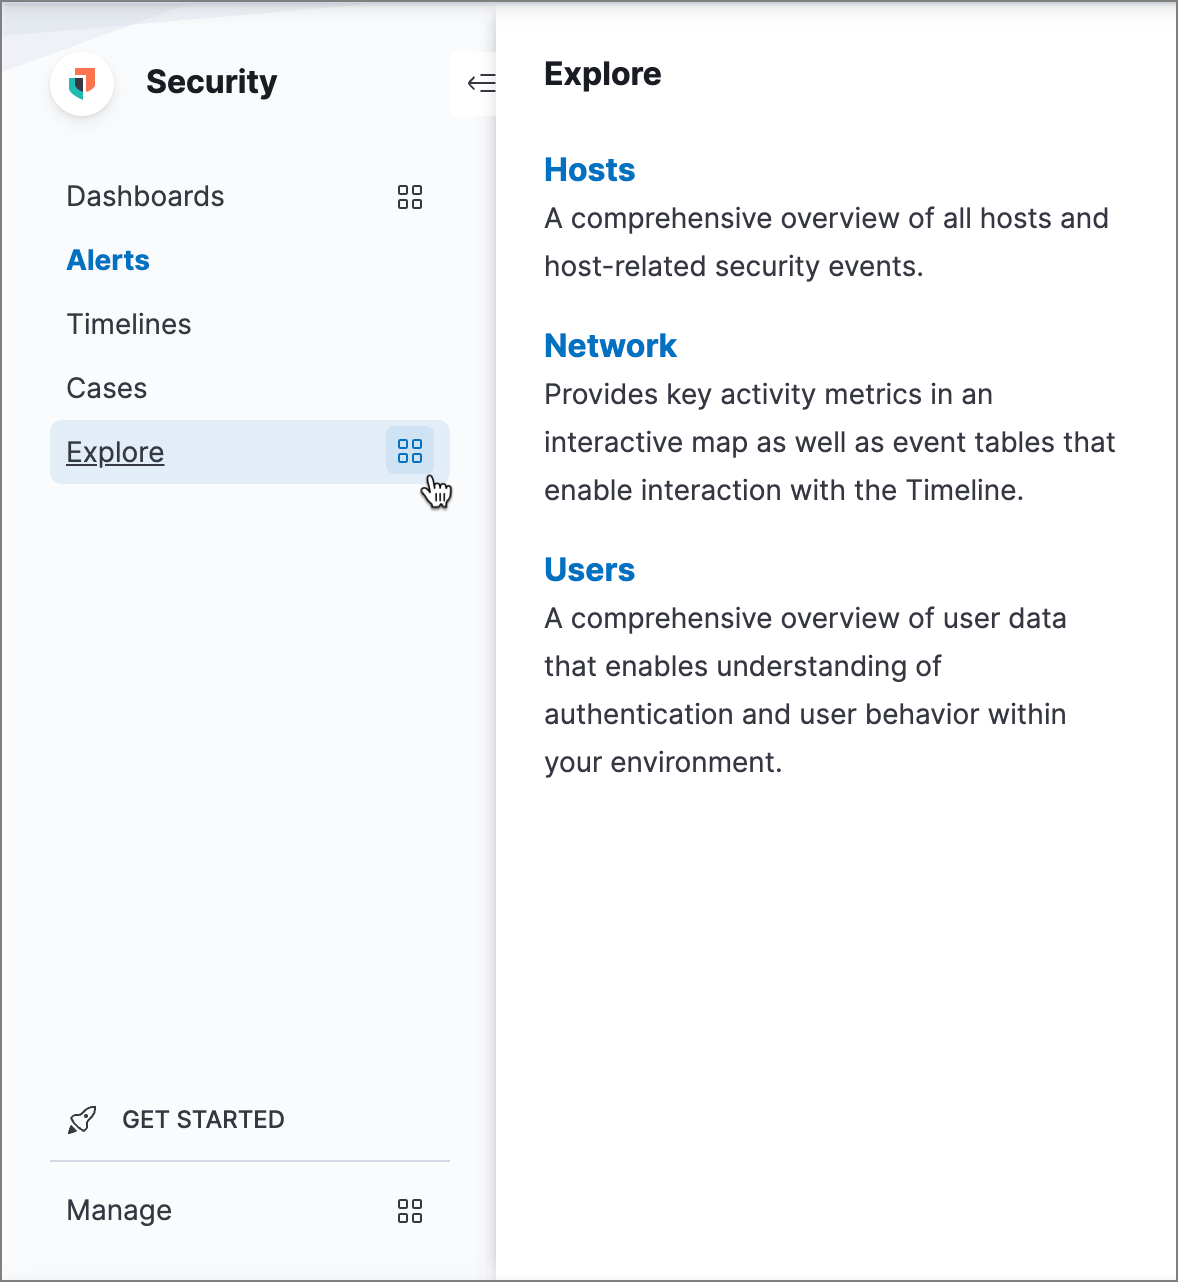 Security
Dashboards
Alerts
Timelines
Cases
Explore
GET STARTED
Manage
Explore
Hosts
A comprehensive overview of all hosts and
host-related security events.
Network
Provides key activity metrics in an
interactive map as well as event tables that
enable interaction with the Timeline.
Users
A comprehensive overview of user data
that enables understanding of
authentication and user behavior within
your environment.